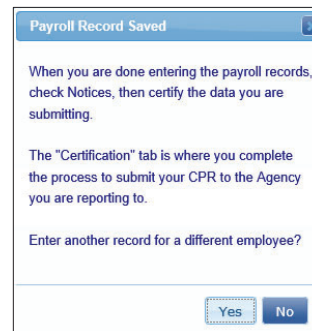 Payroll Record Saved
When you are done entering the payroll records,
check Notices, then certify the data you are
submitting.
The "Certification" tab is where you complete
the process to submit your CPR to the Agency
you are reporting to.
Enter another record for a different employee?
Yes No